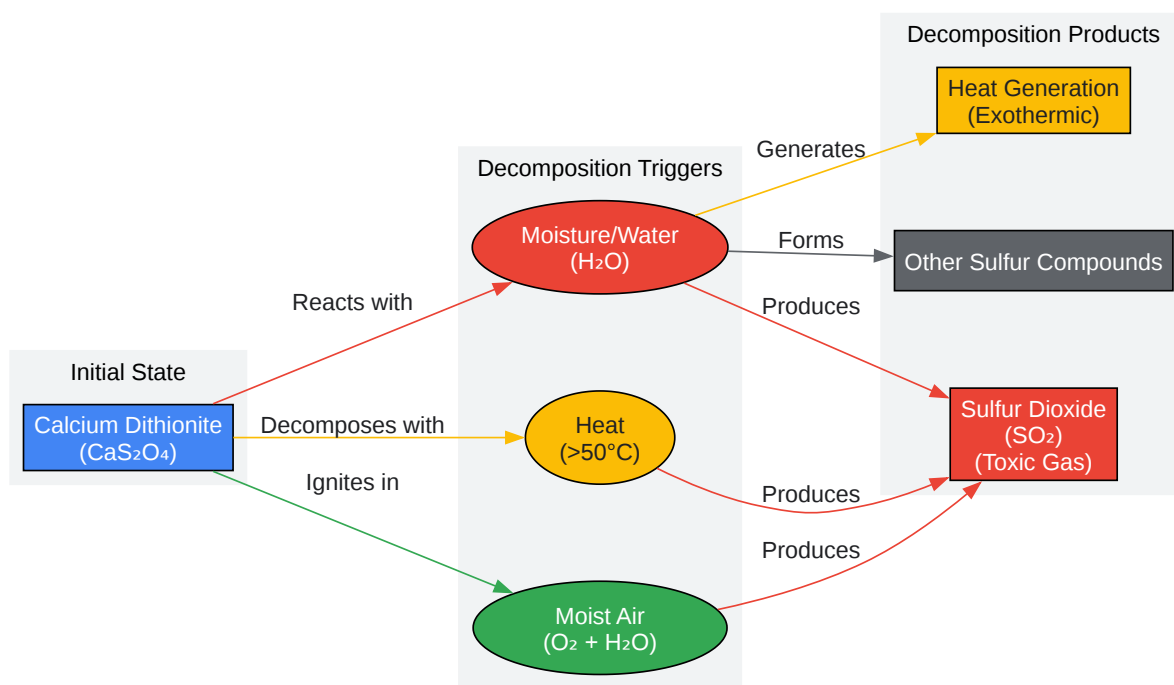 Decomposition Products
Heat Generation
(Exothermic)
Generates
Decomposition Triggers
Moisture/Water
(H₂O)
Forms
Other Sulfur Compounds
Reacts with
Produces
Initial State
Calcium Dithionite
(CaS₂O₄)
Decomposes with
Heat
(>50°C)
Sulfur Dioxide
(SO₂)
(Toxic Gas)
Ignites in
Produces
Produces
Moist Air
(O₂ + H₂O)